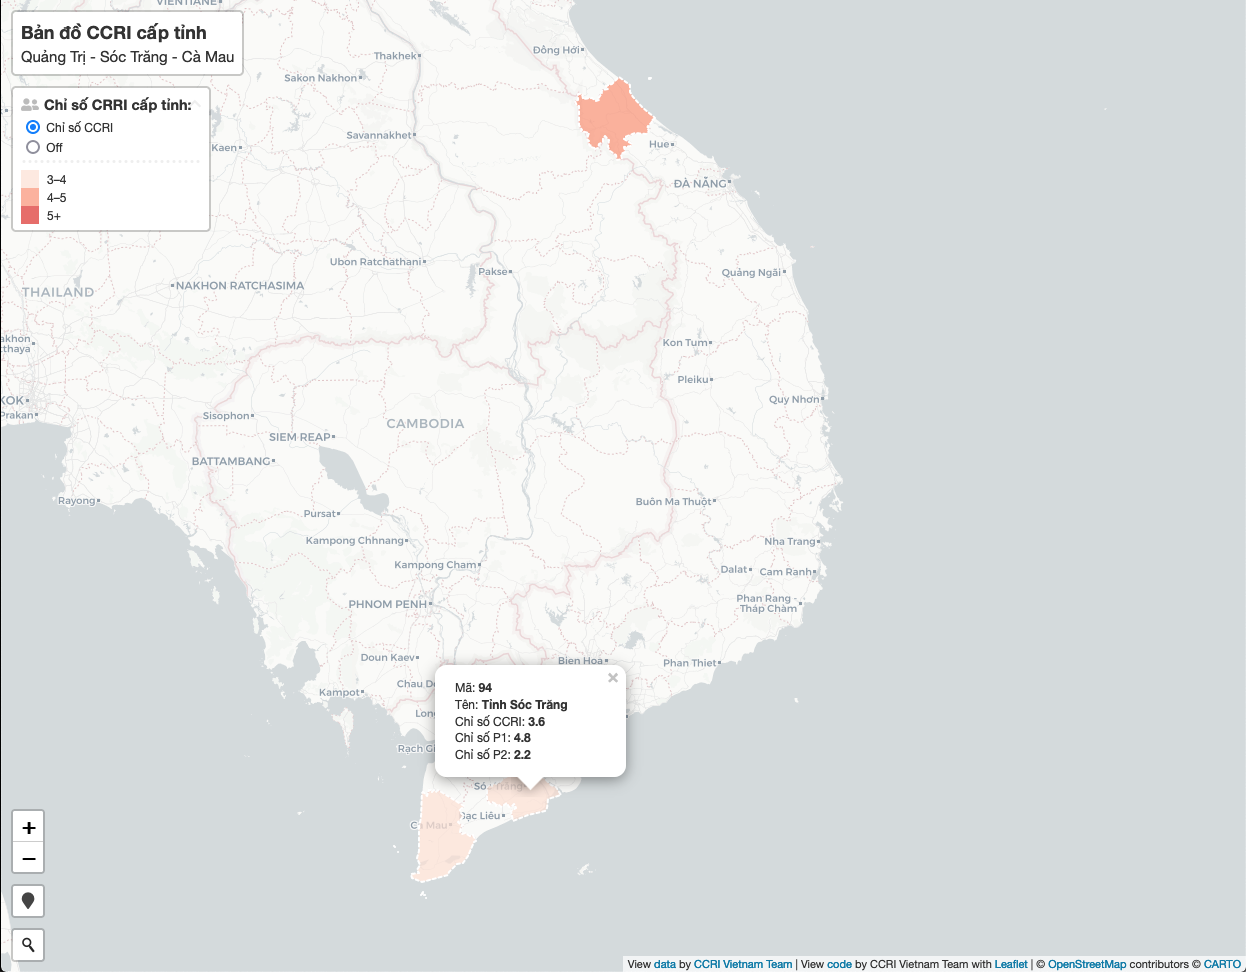 VIENTIANE
Bản đồ CCRI cấp tỉnh
Quảng Trị - Sóc Trăng - Cà Mau
Đông Hới
Thakhek
Sakon Nakhon
Chỉ số CRRI cấp tỉnh:
Chỉ số CCRI
Off
3–4
4–5
5+
Savannakhet
Kaen
Hue
ĐÀ NẴNG
Ubon Ratchathani
Pakse
Quảng Ngãi
THAILAND
NAKHON RATCHASIMA
akhon
tthaya
Kon Tum
Pleiku
KOK
Prakan
Quy Nhơn
Sisophon
CAMBODIA
SIEM REAP
BATTAMBANG
Rayong
Buôn Ma Thuột
Pursat
Kampong Chhnang
Nha Trang
Kampong Cham
Dalat
Cam Ranh
PHNOM PENH
Phan Rang -
Tháp Chàm
Doun Kaev
Bien Hoa
Phan Thiet
Chau D
Kampot
Long
Rach G
×
Mã: 94
Tên: Tỉnh Sóc Trăng
Chỉ số CCRI: 3.6
Chỉ số P1: 4.8
Chỉ số P2: 2.2
Sóc Trăng
Bạc Liêu
Ca Mau
+
−
View data by CCRI Vietnam Team | View code by CCRI Vietnam Team with Leaflet | © OpenStreetMap contributors © CARTO